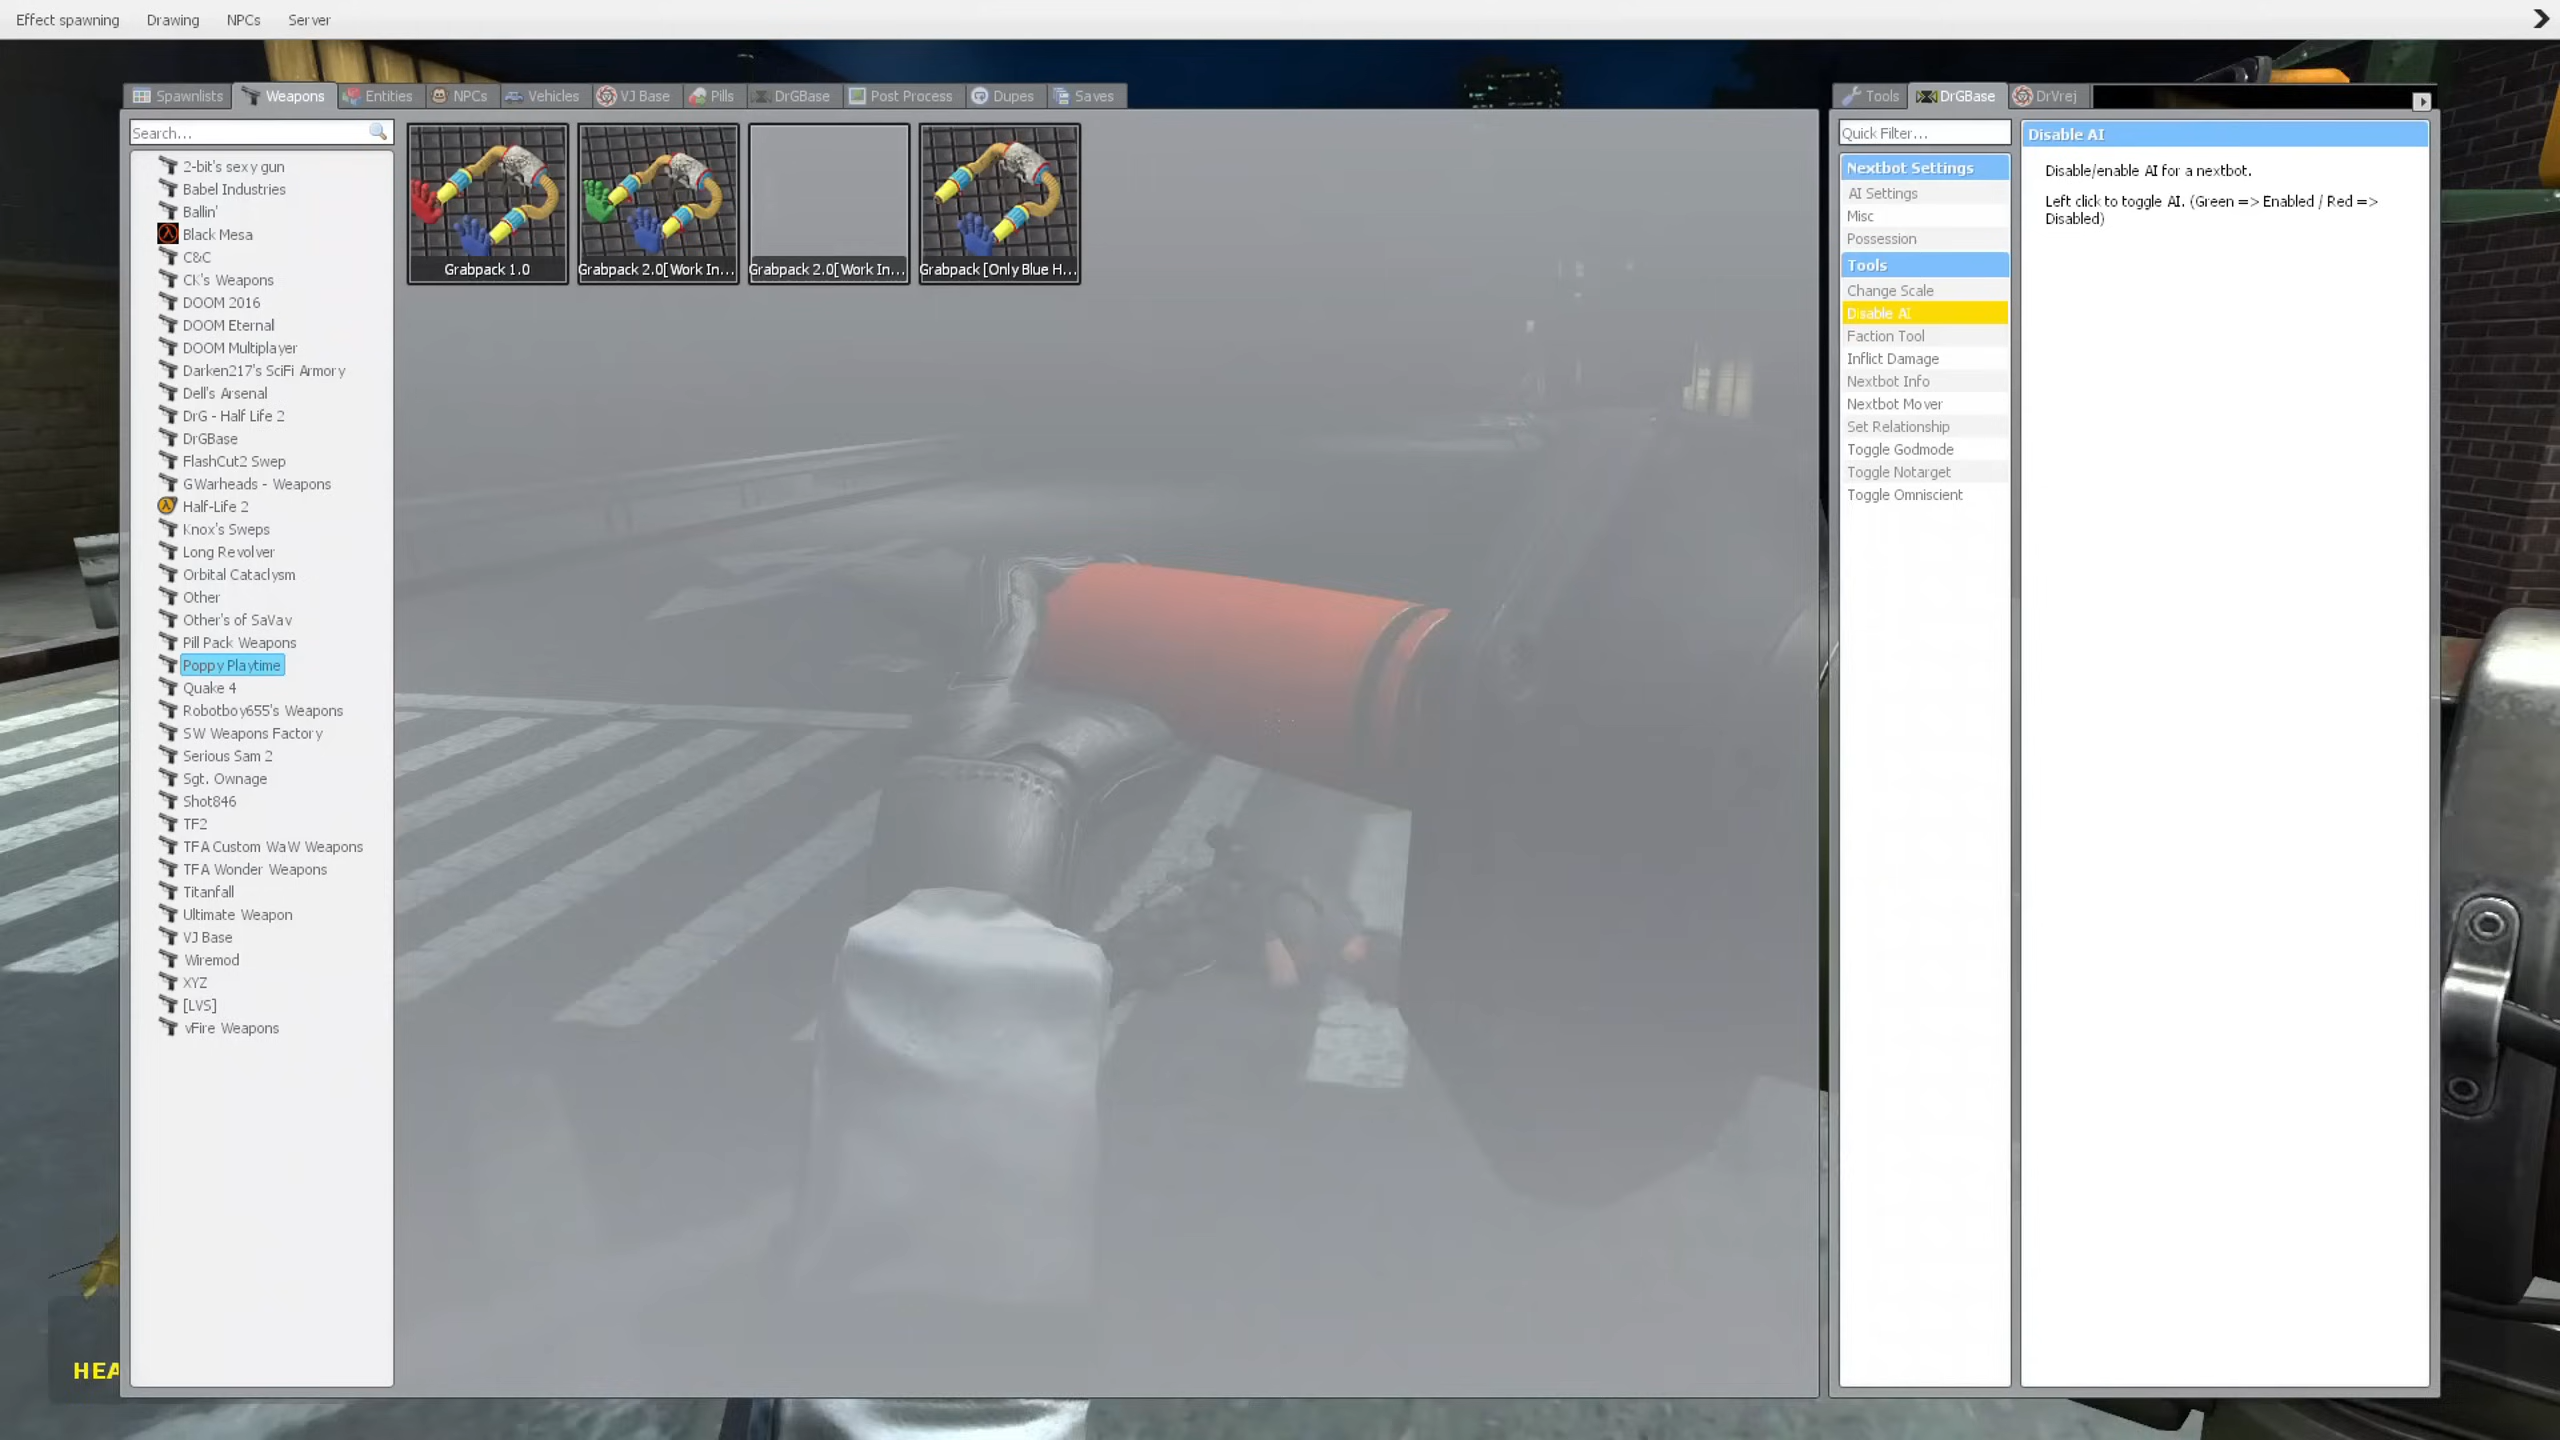 Effect spawning Drawing NPCs Server
Spawnlists Weapons Entities NPCs Vehicles VJ Base Pills DrGBase Post Process Dupes Saves
Search...
2-bit's sexy gun
Babel Industries
Ballin'
Black Mesa
C&C
CK's Weapons
DOOM 2016
DOOM Eternal
DOOM Multiplayer
Darken217's SciFi Armory
Dell's Arsenal
DrG - Half Life 2
DrGBase
FlashCut2 Swep
GWarheads - Weapons
Half-Life 2
Knox's Sweps
Long Revolver
Orbital Cataclysm
Other
Other's of SaVav
Pill Pack Weapons
Poppy Playtime
Quake 4
Robotboy655's Weapons
SW Weapons Factory
Serious Sam 2
Sgt. Ownage
Shot846
TF2
TFA Custom WaW Weapons
TFA Wonder Weapons
Titanfall
Ultimate Weapon
VJ Base
Wiremod
XYZ
[LVS]
vFire Weapons
Grabpack 1.0
Grabpack 2.0[Work In...
Grabpack 2.0[Work In...
Grabpack [Only Blue H...
Tools DrGBase DrVrej
Quick Filter...
Nextbot Settings
AI Settings
Misc
Possession
Tools
Change Scale
Disable AI
Faction Tool
Inflict Damage
Nextbot Info
Nextbot Mover
Set Relationship
Toggle Godmode
Toggle Notarget
Toggle Omniscient
Disable AI
Disable/enable AI for a nextbot.
Left click to toggle AI. (Green => Enabled / Red =>
Disabled)
HEA